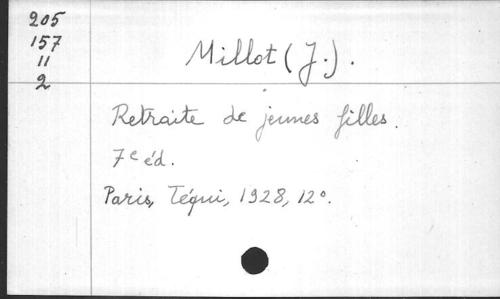 205
157
11
2
Millot (J.).
Retraite de jeunes filles.
7e éd.
Paris, Téqui, 1928, 12°.